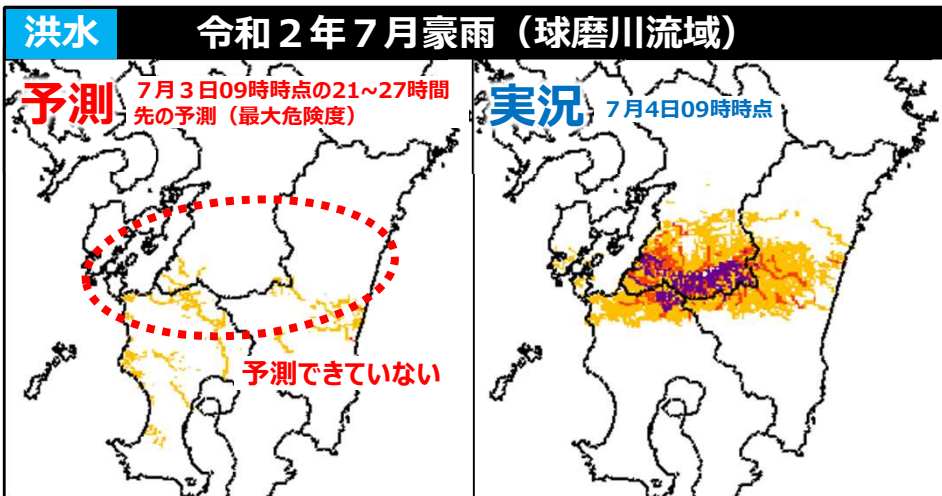 洪水
令和２年７月豪雨（球磨川流域）
予測
７月３日09時時点の21~27時間
先の予測（最大危険度）
予測できていない
実況
7月4日09時時点